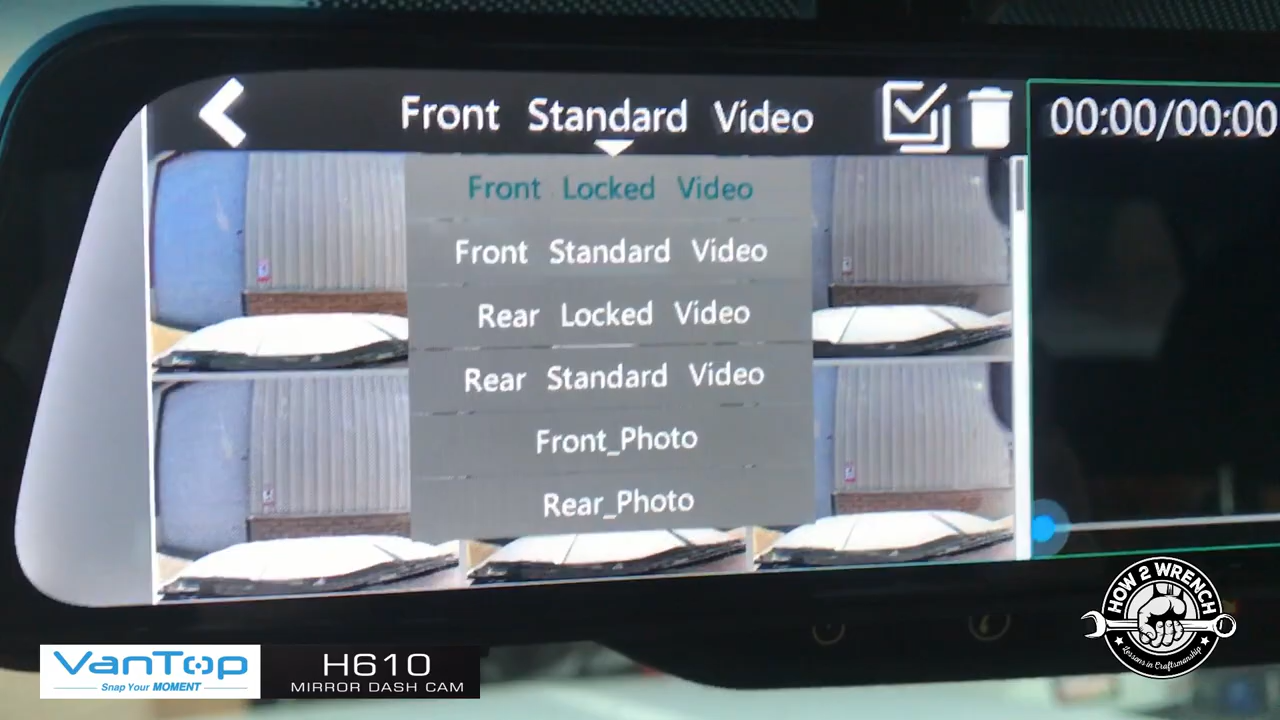 Front Standard Video
00:00/00:00
Front Locked Video
Front Standard Video
Rear Locked Video
Rear Standard Video
Front_Photo
Rear_Photo
VanTop
Snap Your MOMENT
H610
MIRROR DASH CAM
HOW 2 WRENCH
Lessons in Craftsmanship